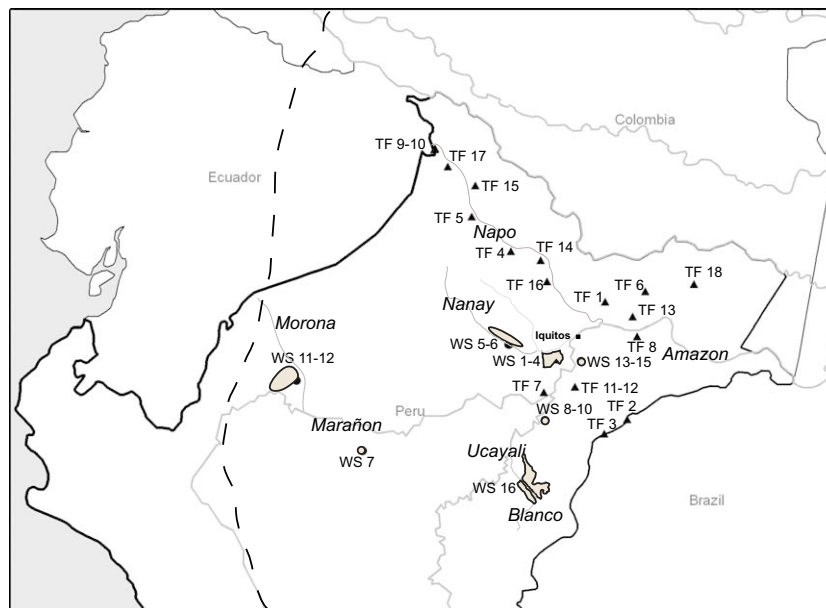 Colombia
TF 9-10
TF 17
Ecuador
TF 15
TF 5
Napo
TF 4
TF 14
TF 18
TF 16
TF 6
TF 1
Nanay
TF 13
Morona
Iquitos
WS 5-6
TF 8
Amazon
WS 11-12
WS 1-4
WS 13-15
TF 7
TF 11-12
Peru
WS 8-10
TF 2
Marañon
TF 3
Ucayali
WS 7
WS 16
Brazil
Blanco